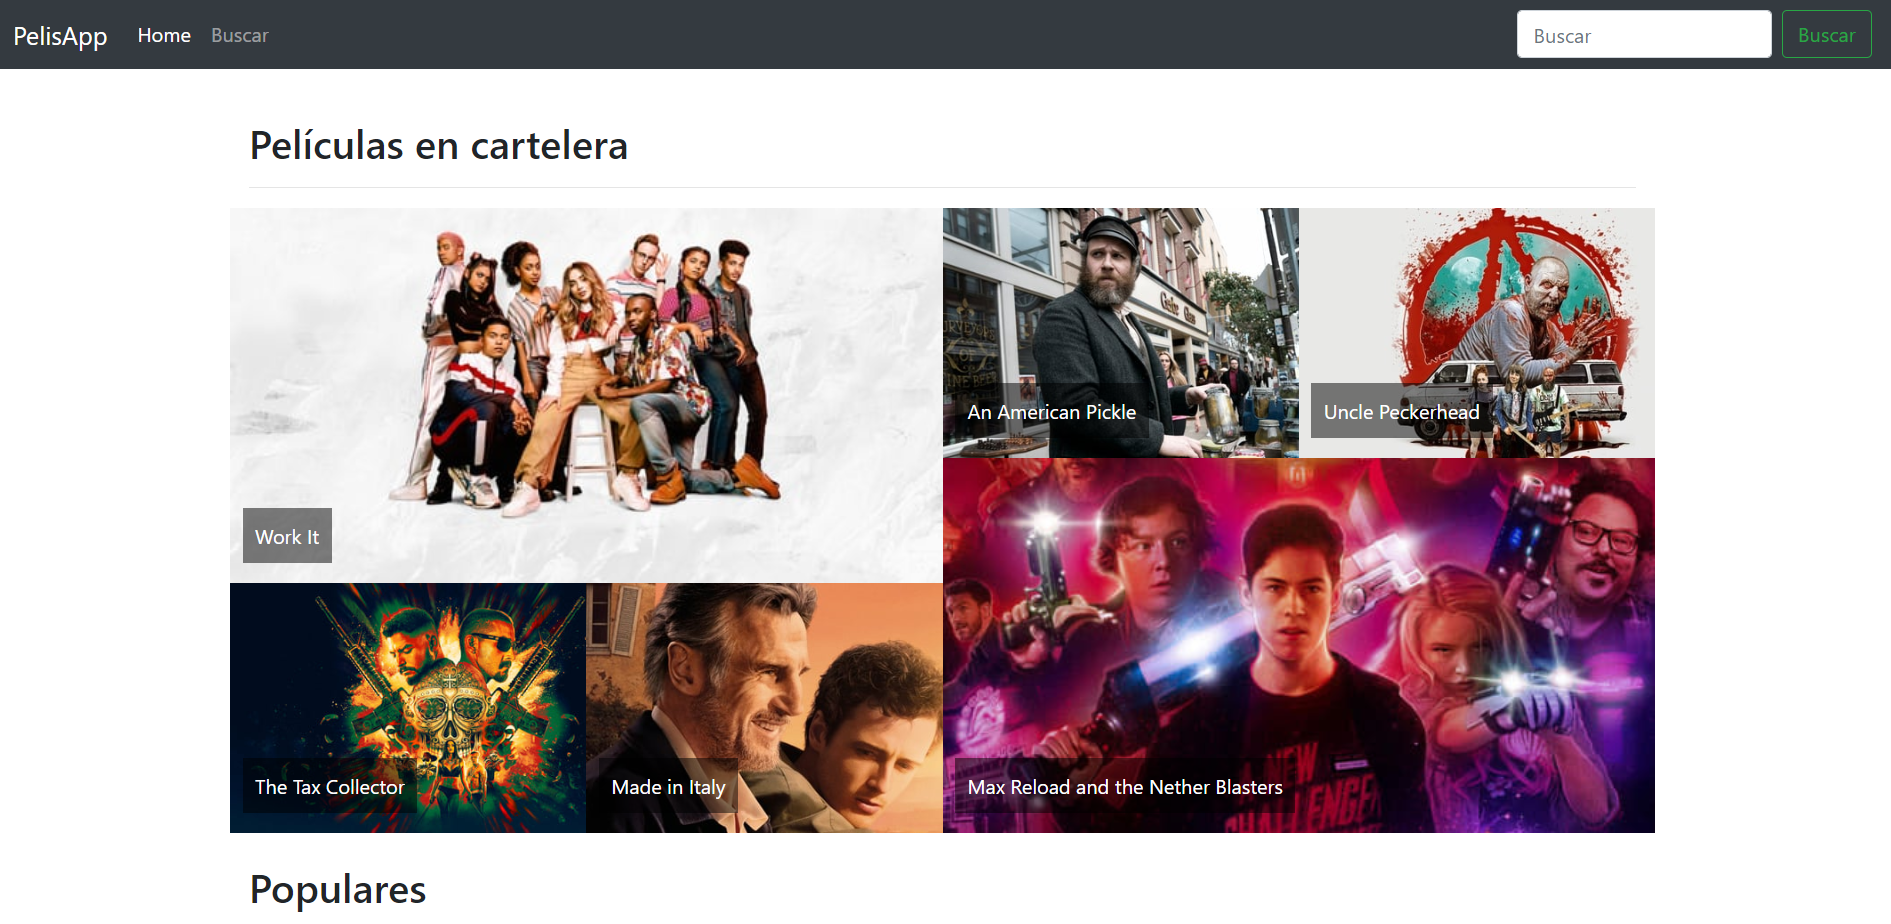 PelisApp Home Buscar Buscar Buscar
Películas en cartelera
Work It
An American Pickle
Uncle Peckerhead
The Tax Collector
Made in Italy
Max Reload and the Nether Blasters
Populares